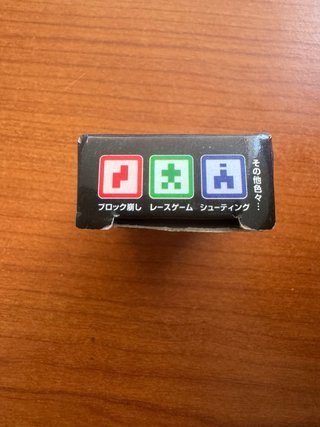 ブロック崩し
レースゲーム
シューティング
その他色々…